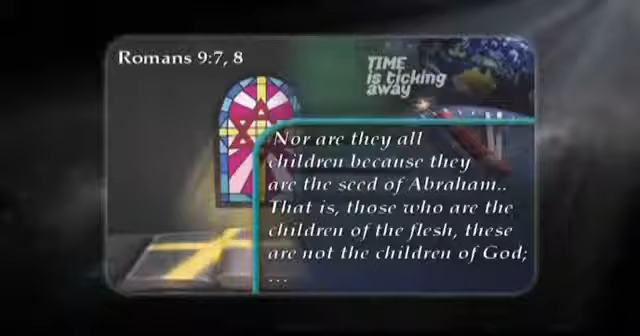 Romans 9:7, 8
TIME
is ticking
away
Nor are they all
children because they
are the seed of Abraham..
That is, those who are the
children of the flesh, these
are not the children of God;
...